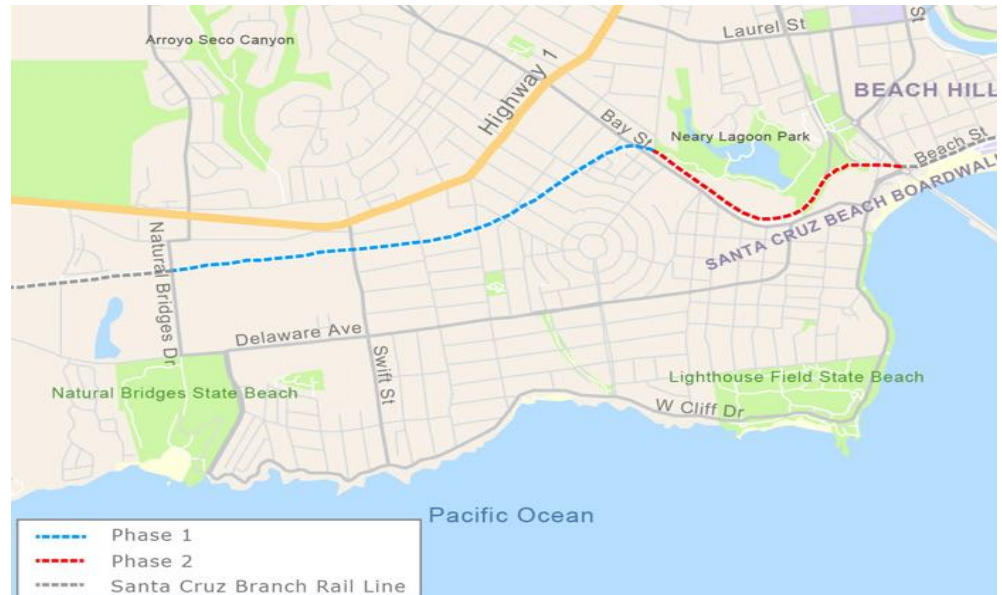 Arroyo Seco Canyon
Laurel St
St
Highway 1
BEACH HILL
Bay St
Neary Lagoon Park
Beach St
SANTA CRUZ BEACH BOARDWALK
Natural Bridges Dr
Delaware Ave
Swift St
Natural Bridges State Beach
Lighthouse Field State Beach
W Cliff Dr
Pacific Ocean
Phase 1
Phase 2
Santa Cruz Branch Rail Line